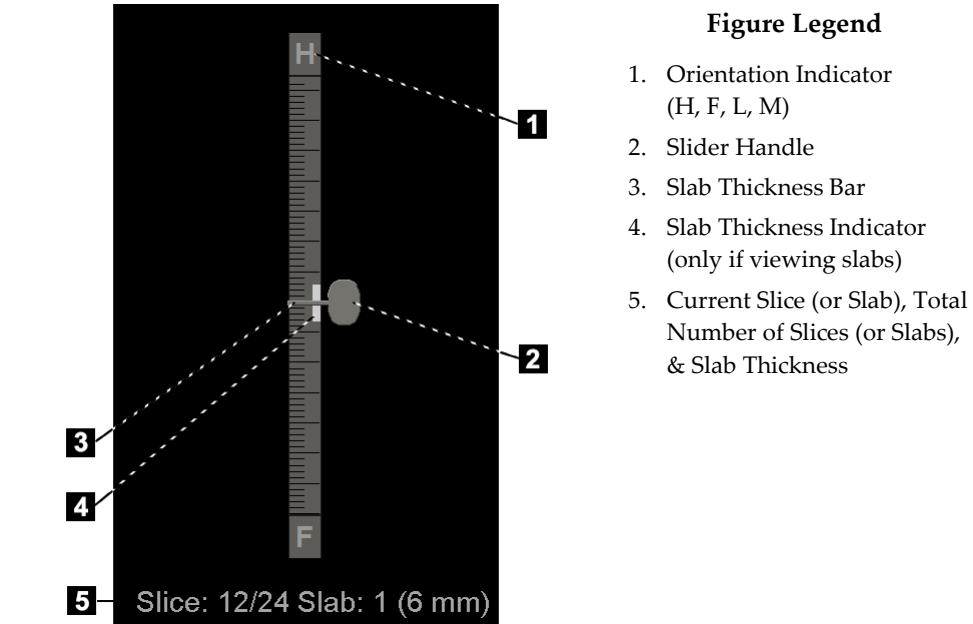 H
1
2
3
4
F
5
Slice: 12/24 Slab: 1 (6 mm)
Figure Legend
1. Orientation Indicator
(H, F, L, M)
2. Slider Handle
3. Slab Thickness Bar
4. Slab Thickness Indicator
(only if viewing slabs)
5. Current Slice (or Slab), Total
Number of Slices (or Slabs),
& Slab Thickness